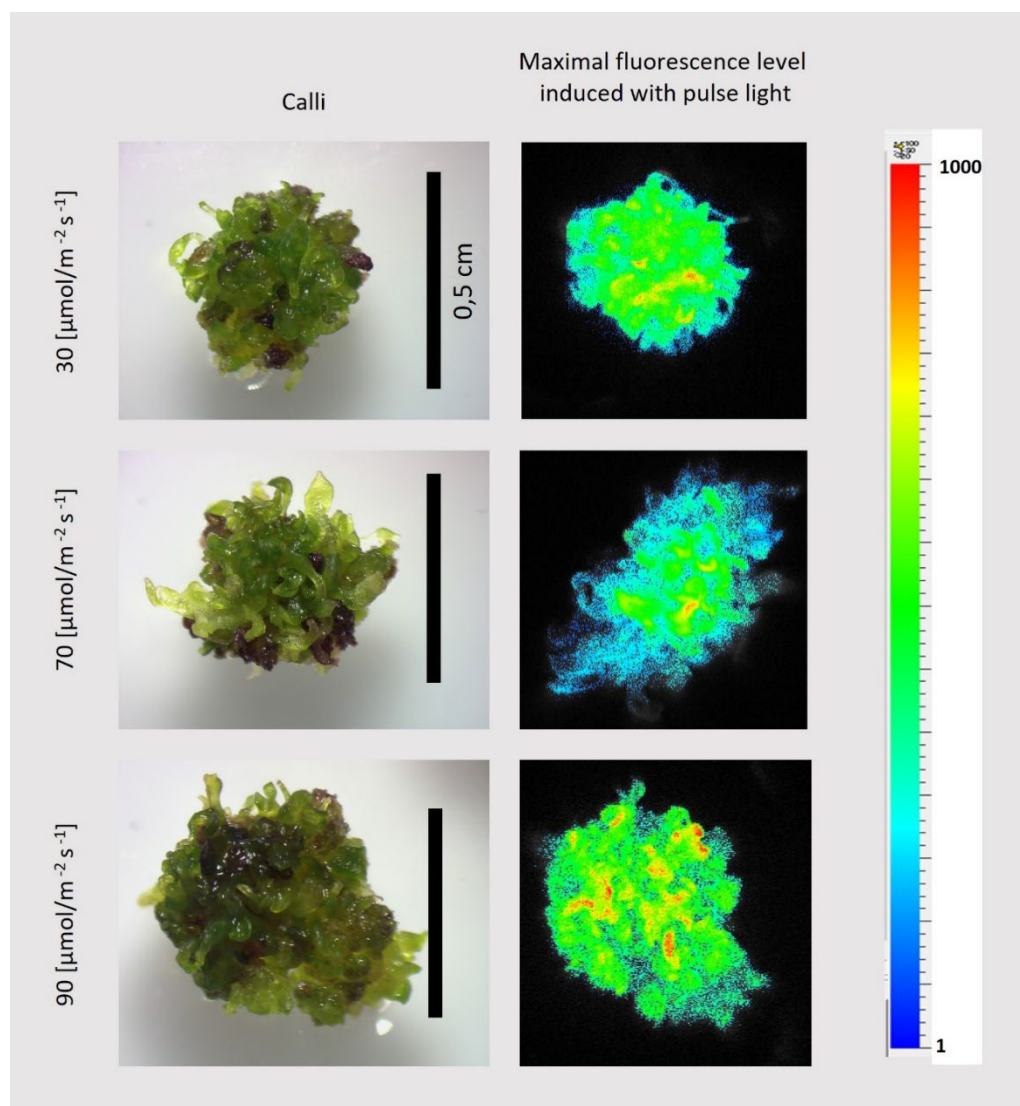 Calli
Maximal fluorescence level
induced with pulse light
30 [µmol/m⁻² s⁻¹]
0,5 cm
70 [µmol/m⁻² s⁻¹]
90 [µmol/m⁻² s⁻¹]
1000
1